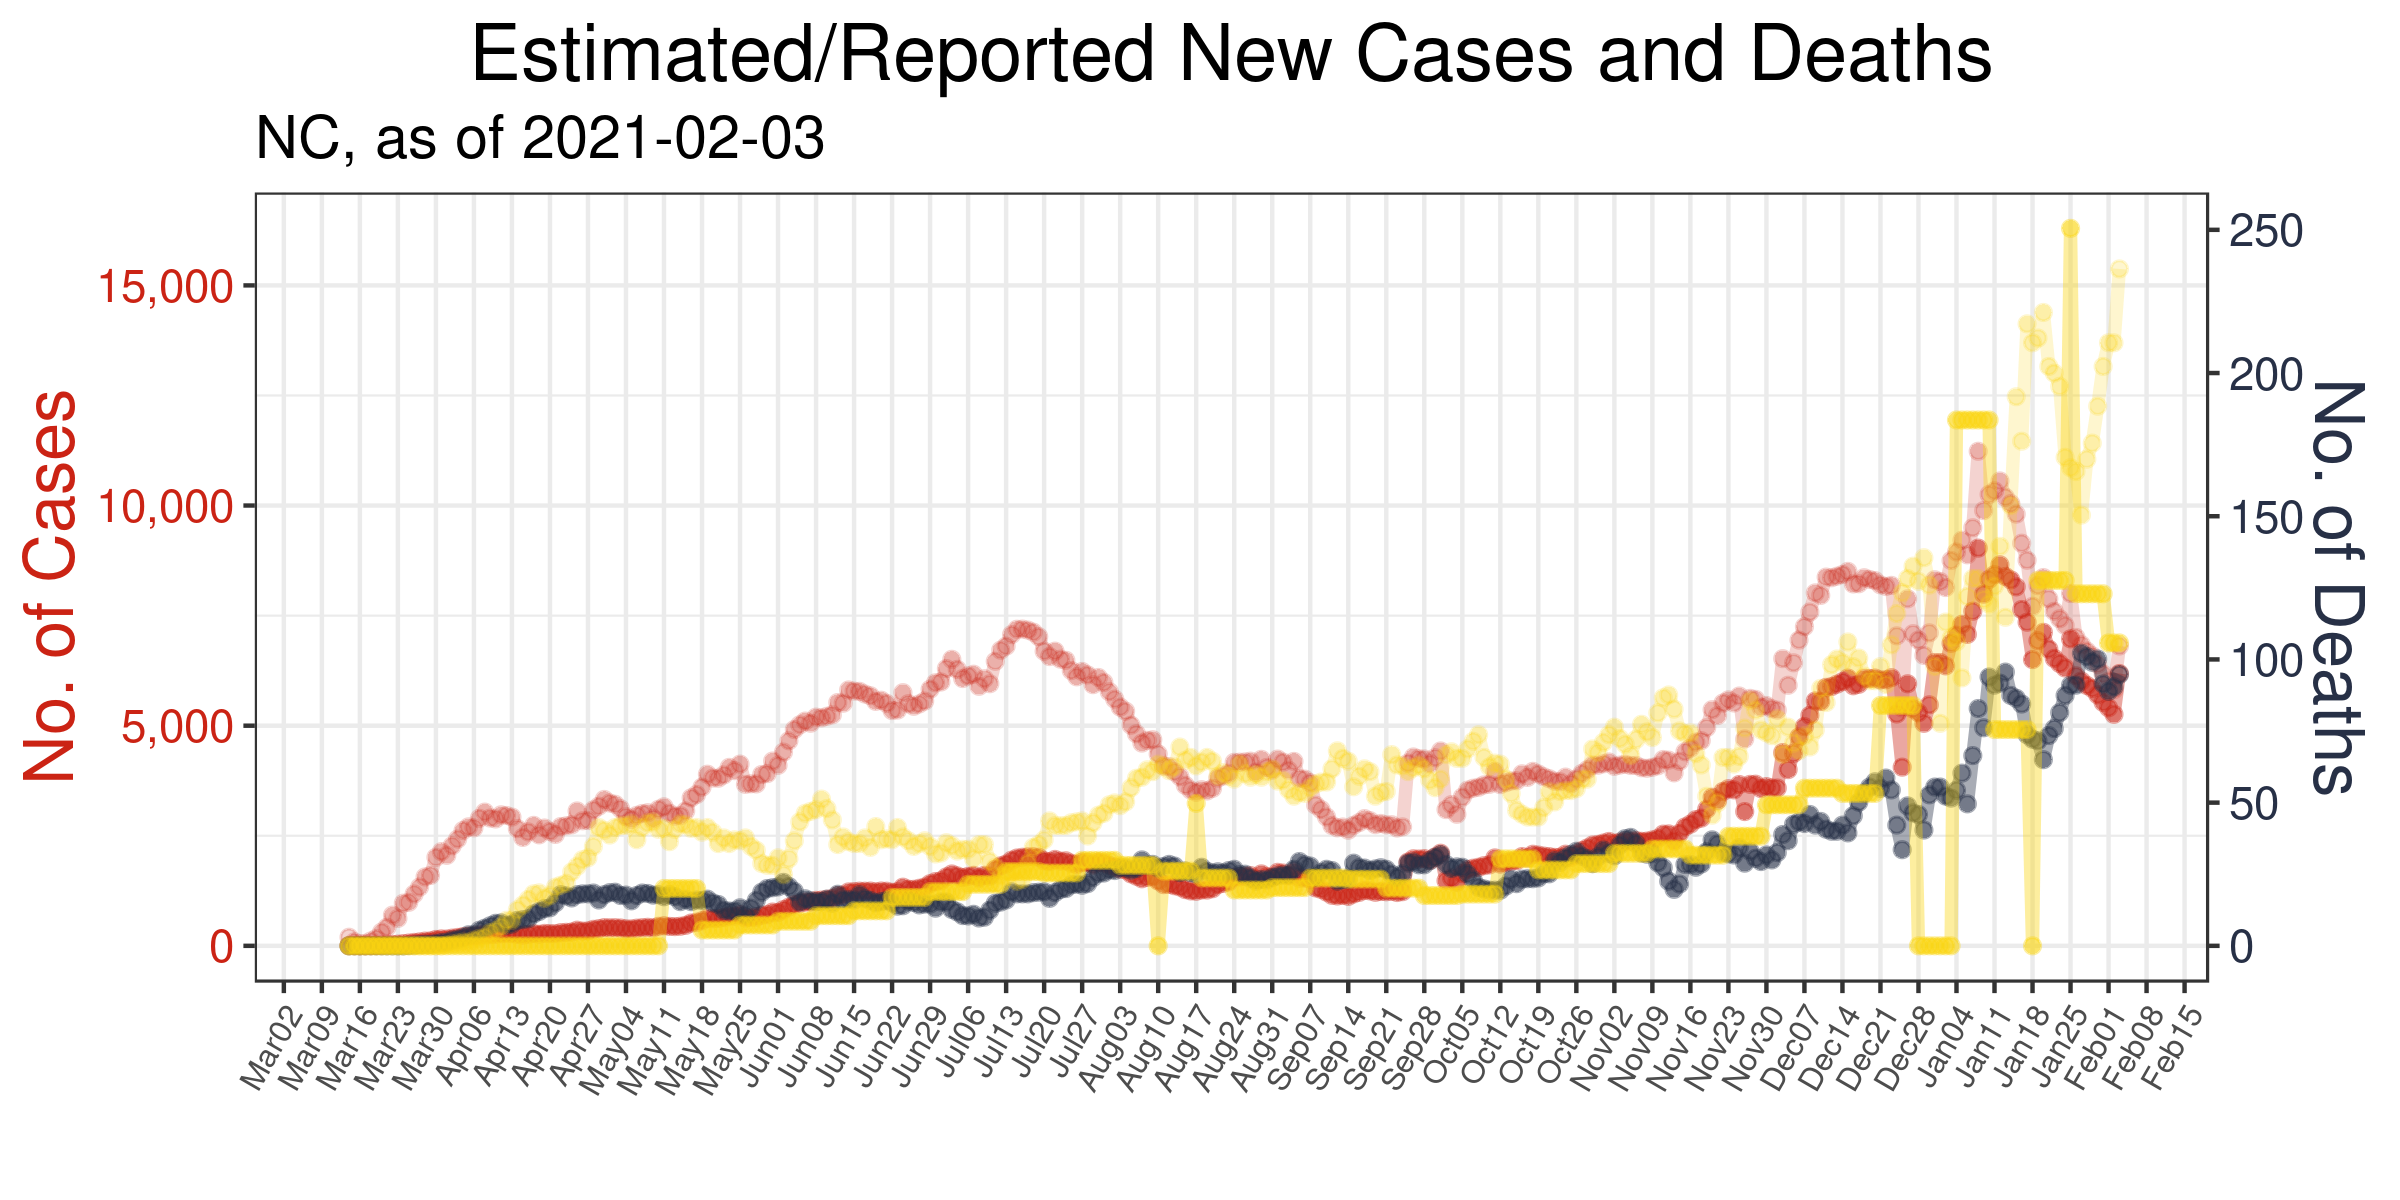 Estimated/Reported New Cases and Deaths
NC, as of 2021-02-03
No. of Cases
15,000
10,000
5,000
0
250
200
150
100
50
0
No. of Deaths
Mar02
Mar09
Mar16
Mar23
Mar30
Apr06
Apr13
Apr20
Apr27
May04
May11
May18
May25
Jun01
Jun08
Jun15
Jun22
Jun29
Jul06
Jul13
Jul20
Jul27
Aug03
Aug10
Aug17
Aug24
Aug31
Sep07
Sep14
Sep21
Sep28
Oct05
Oct12
Oct19
Oct26
Nov02
Nov09
Nov16
Nov23
Nov30
Dec07
Dec14
Dec21
Dec28
Jan04
Jan11
Jan18
Jan25
Feb01
Feb08
Feb15